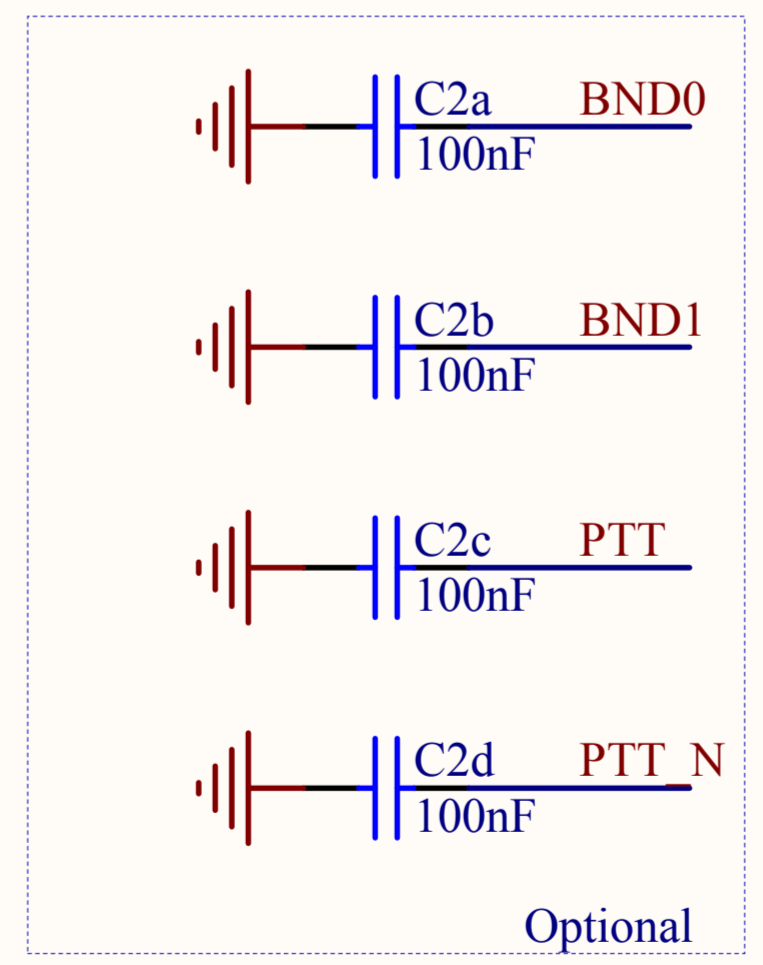 C2a BND0
100nF
C2b BND1
100nF
C2c PTT
100nF
C2d PTT_N
100nF
Optional